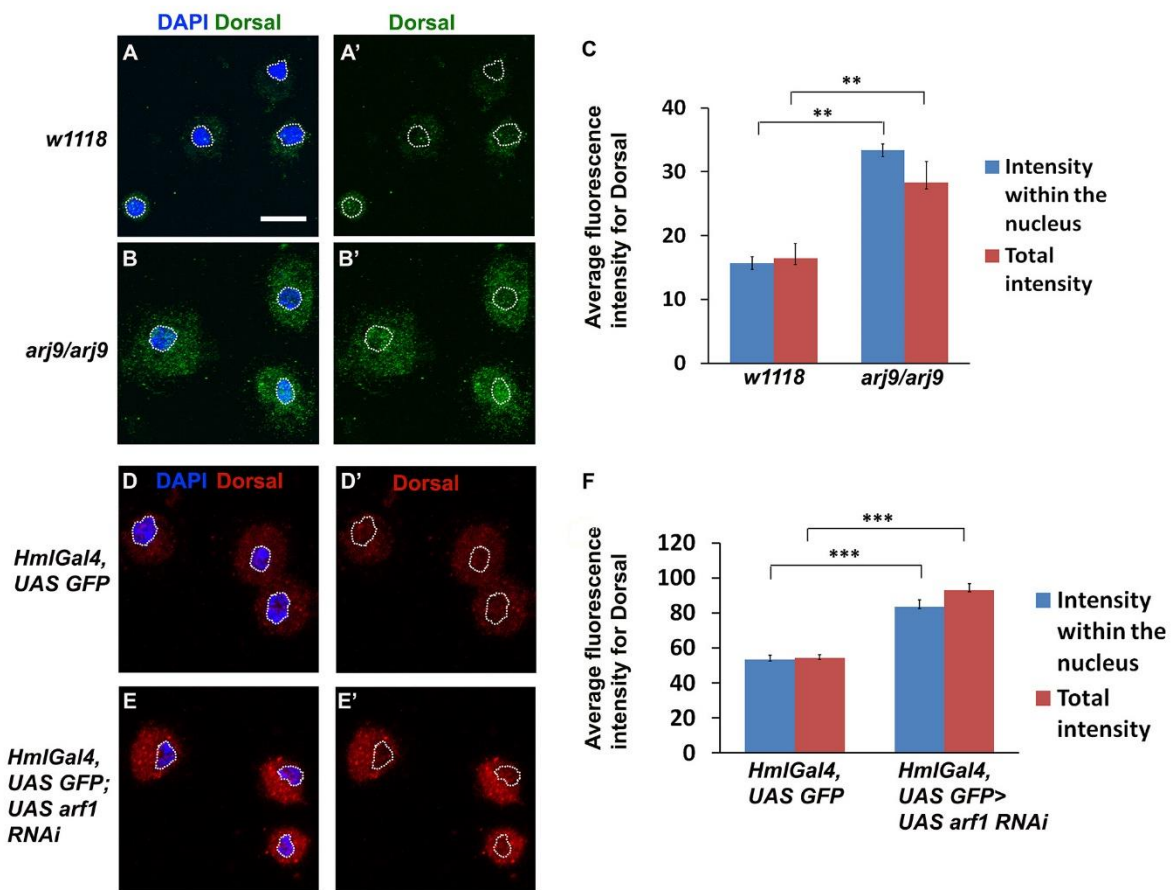 DAPI Dorsal
Dorsal
A
A'
w1118
B
B'
arj9/arj9
C
Average fluorescence
intensity for Dorsal
40
30
20
10
0
**
**
w1118
arj9/arj9
Intensity
within the
nucleus
Total
intensity
D
DAPI Dorsal
D'
Dorsal
HmlGal4,
UAS GFP
E
E'
HmlGal4,
UAS GFP;
UAS arf1
RNAi
F
Average fluorescence
intensity for Dorsal
120
100
80
60
40
20
0
***
***
HmlGal4,
UAS GFP
HmlGal4,
UAS GFP>
UAS arf1 RNAi
Intensity
within the
nucleus
Total
intensity